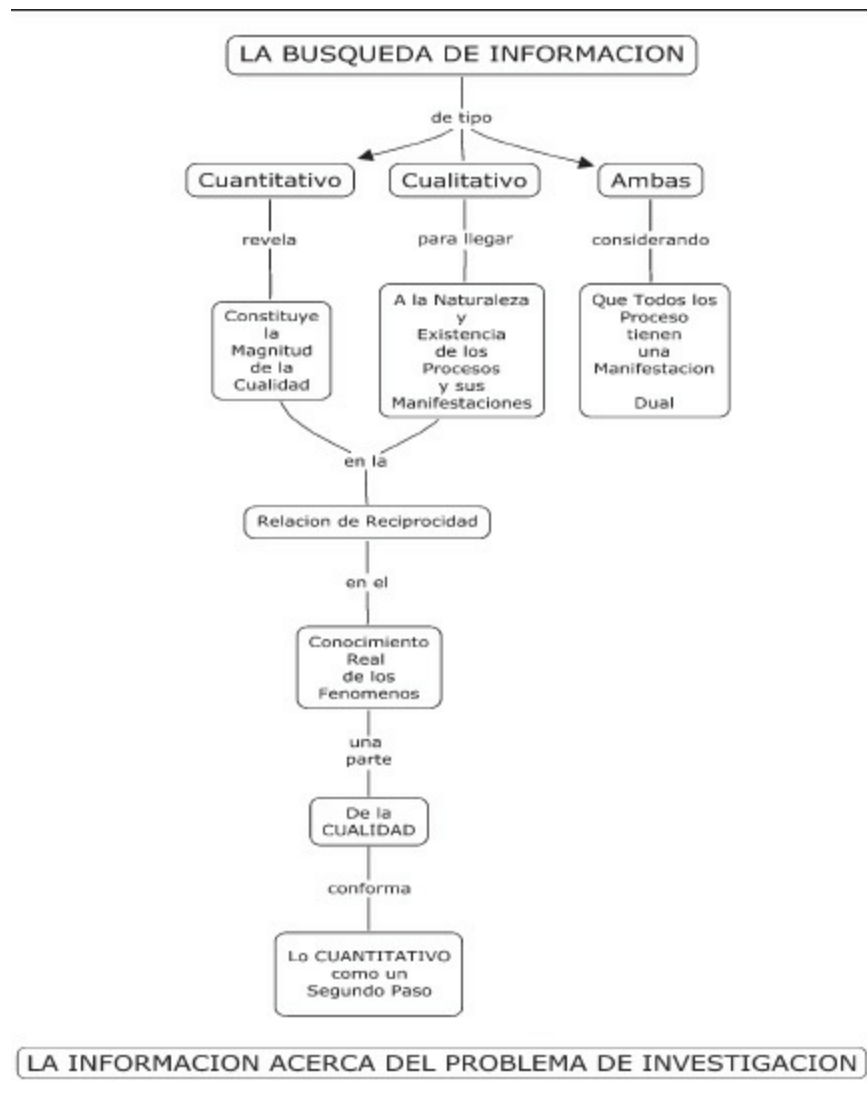 LA BUSQUEDA DE INFORMACION
de tipo
Cuantitativo
Cualitativo
Ambas
revela
para llegar
considerando
Constituye
la
Magnitud
de la
Cualidad
A la Naturaleza
y
Existencia
de los
Procesos
y sus
Manifestaciones
Que Todos los
Proceso
tienen
una
Manifestacion
Dual
en la
Relacion de Reciprocidad
en el
Conocimiento
Real
de los
Fenomenos
una
parte
De la
CUALIDAD
conforma
Lo CUANTITATIVO
como un
Segundo Paso
LA INFORMACION ACERCA DEL PROBLEMA DE INVESTIGACION